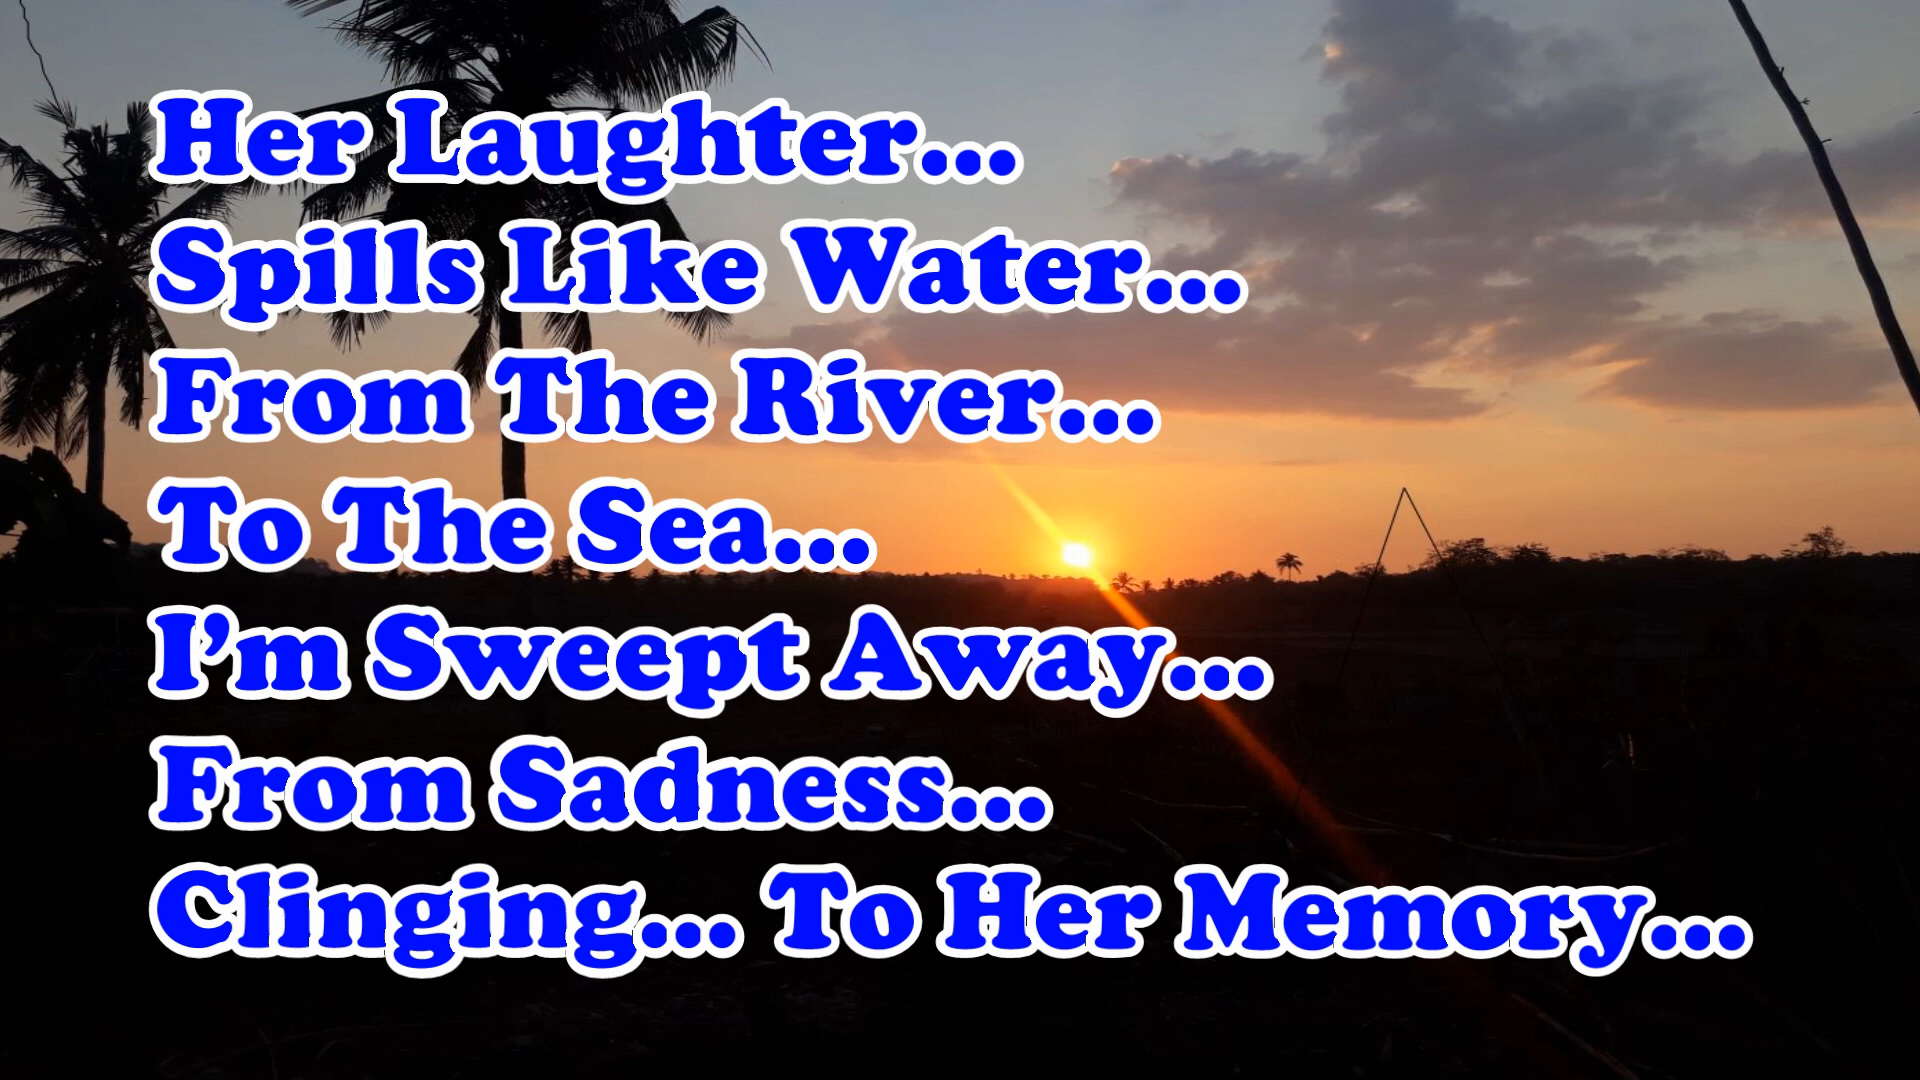 Her Laughter...
Spills Like Water...
From The River...
To The Sea...
I'm Sweept Away...
From Sadness...
Clinging... To Her Memory...